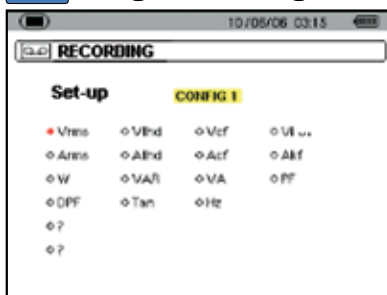 10/06/06 03:15
RECORDING
Set-up CONFIG 1
Vrms Vthd Vcf
Arms Athd Acf Akf
W VAR VA PF
DPF Tan Hz
?
?